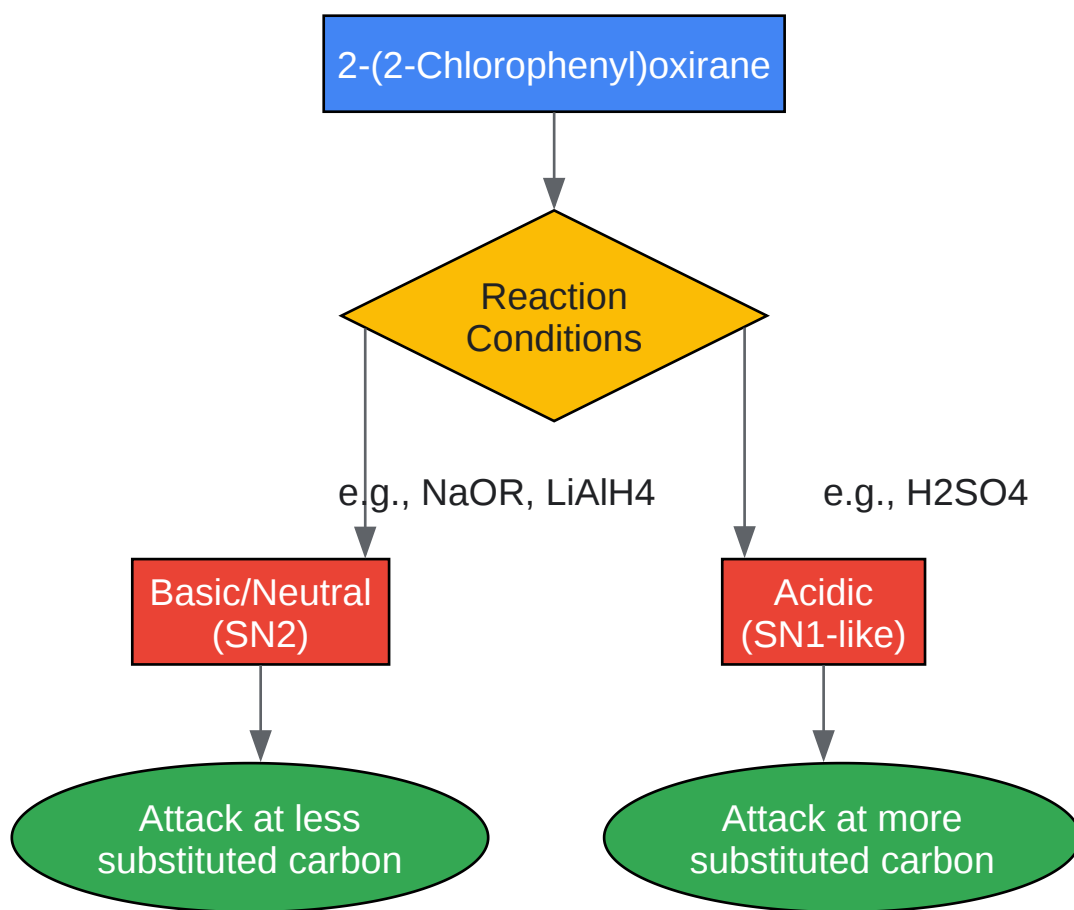 2-(2-Chlorophenyl)oxirane
Reaction
Conditions
e.g., NaOR, LiAlH4
e.g., H2SO4
Basic/Neutral
(SN2)
Acidic
(SN1-like)
Attack at less
substituted carbon
Attack at more
substituted carbon